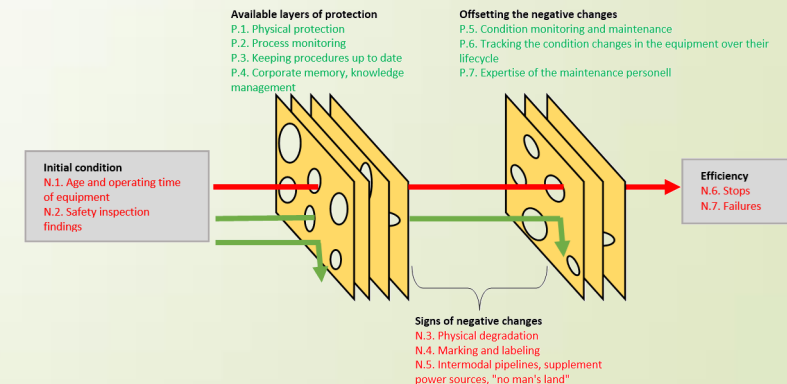 Available layers of protection
P.1. Physical protection
P.2. Process monitoring
P.3. Keeping procedures up to date
P.4. Corporate memory, knowledge
management
Offsetting the negative changes
P.5. Condition monitoring and maintenance
P.6. Tracking the condition changes in the equipment over their
lifecycle
P.7. Expertise of the maintenance personell
Initial condition
N.1. Age and operating time
of equipment
N.2. Safety inspection
findings
Efficiency
N.6. Stops
N.7. Failures
Signs of negative changes
N.3. Physical degradation
N.4. Marking and labeling
N.5. Intermodal pipelines, supplement
power sources, "no man's land"